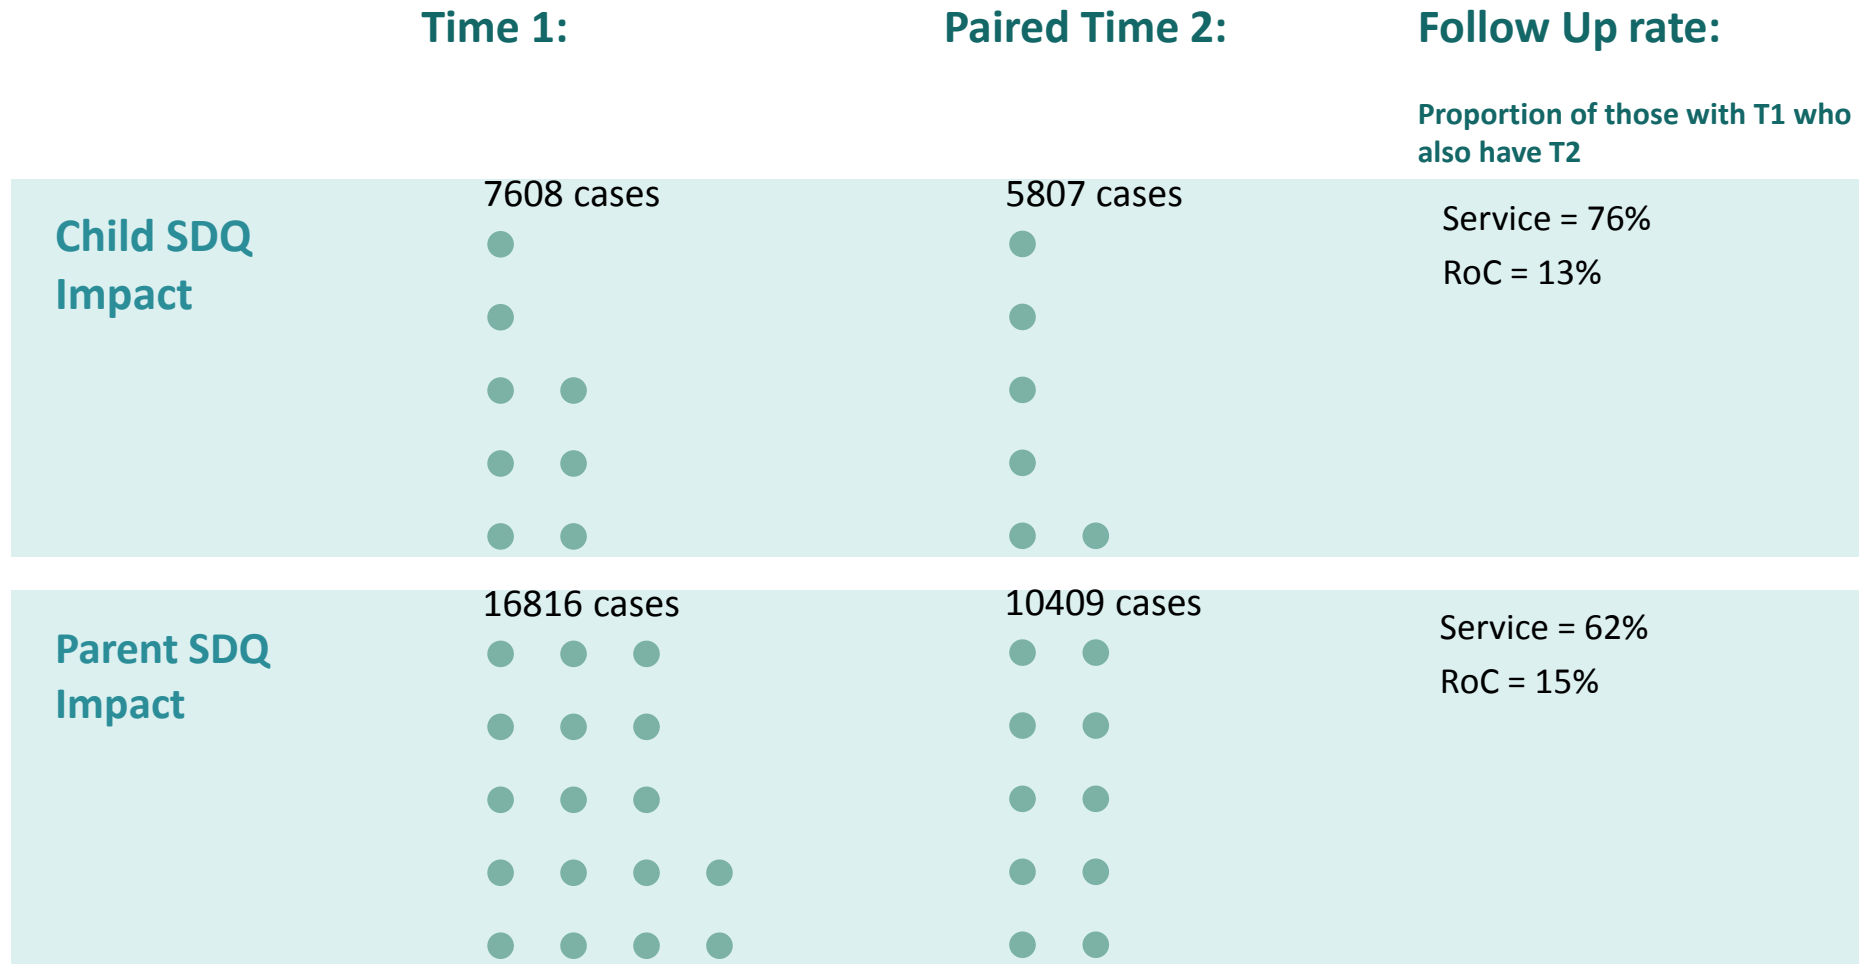 Time 1:
Paired Time 2:
Follow Up rate:
Proportion of those with T1 who
also have T2
Child SDQ
Impact
7608 cases
5807 cases
Service = 76%
RoC = 13%
Parent SDQ
Impact
16816 cases
10409 cases
Service = 62%
RoC = 15%